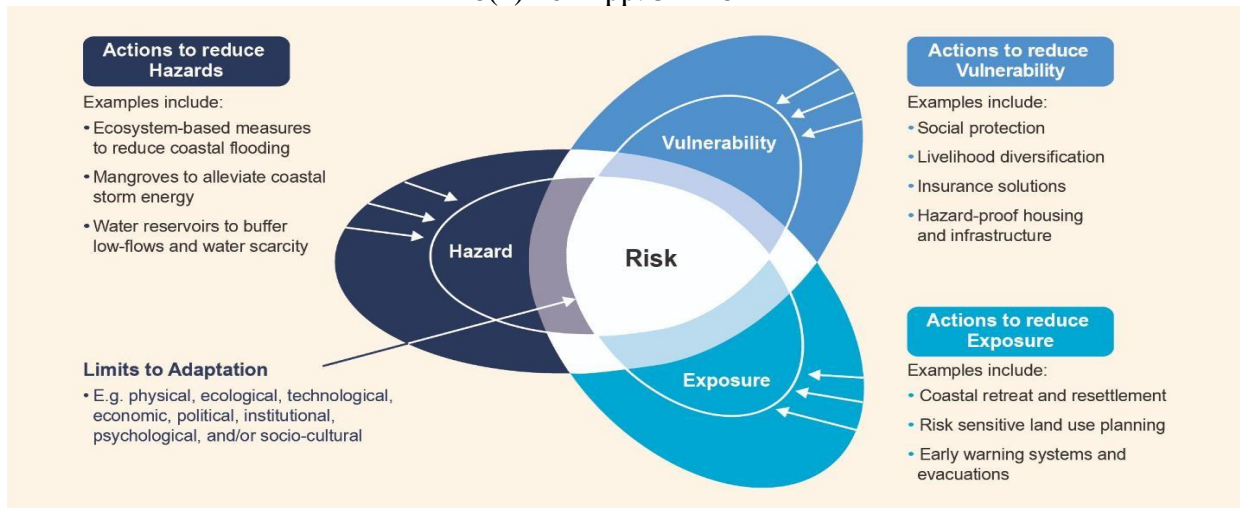 Actions to reduce
Hazards
Examples include:
• Ecosystem-based measures
to reduce coastal flooding
• Mangroves to alleviate coastal
storm energy
• Water reservoirs to buffer
low-flows and water scarcity
Limits to Adaptation
• E.g. physical, ecological, technological,
economic, political, institutional,
psychological, and/or socio-cultural
Hazard
Vulnerability
Risk
Exposure
Actions to reduce
Vulnerability
Examples include:
• Social protection
• Livelihood diversification
• Insurance solutions
• Hazard-proof housing
and infrastructure
Actions to reduce
Exposure
Examples include:
• Coastal retreat and resettlement
• Risk sensitive land use planning
• Early warning systems and
evacuations